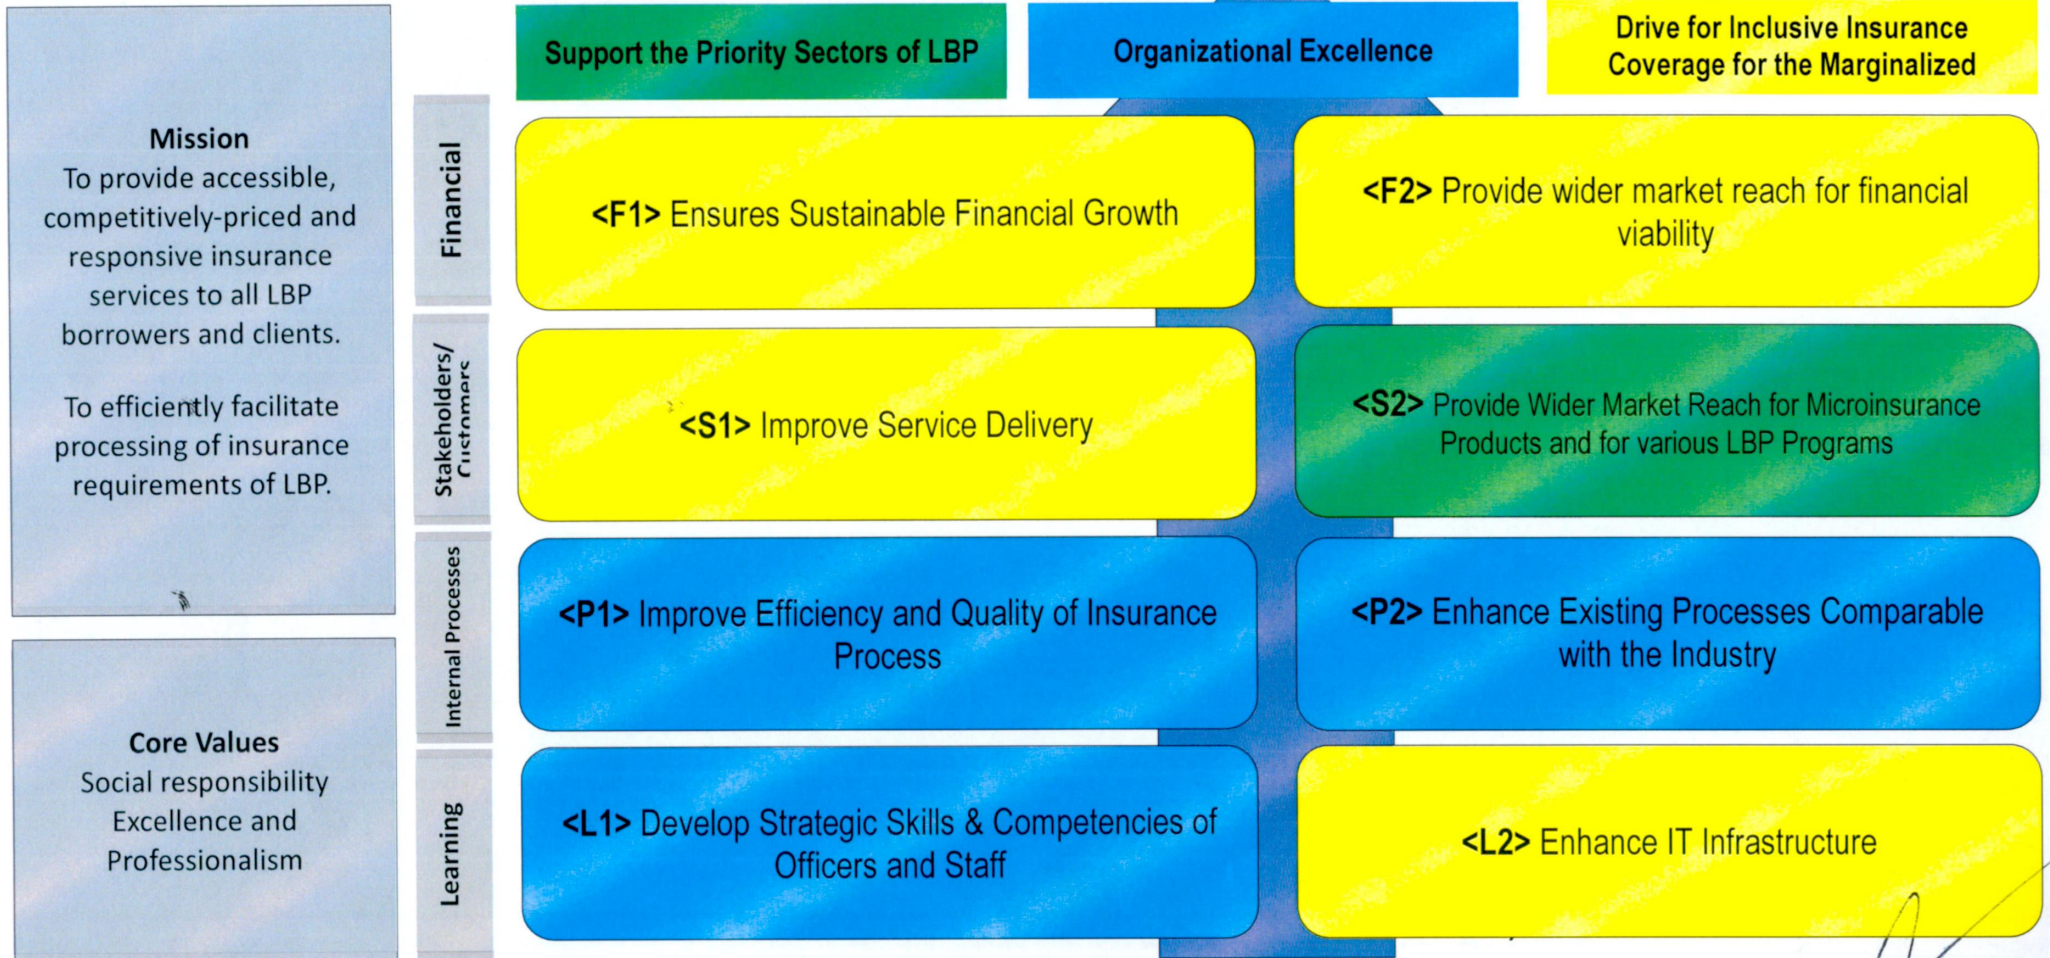 Mission
To provide accessible,
competitively-priced and
responsive insurance
services to all LBP
borrowers and clients.
To efficiently facilitate
processing of insurance
requirements of LBP.
Core Values
Social responsibility
Excellence and
Professionalism
Support the Priority Sectors of LBP
Organizational Excellence
Drive for Inclusive Insurance
Coverage for the Marginalized
Financial
<F1> Ensures Sustainable Financial Growth
<F2> Provide wider market reach for financial
viability
Stakeholders/
Customers
<S1> Improve Service Delivery
<S2> Provide Wider Market Reach for Microinsurance
Products and for various LBP Programs
Internal Processes
<P1> Improve Efficiency and Quality of Insurance
Process
<P2> Enhance Existing Processes Comparable
with the Industry
Learning
<L1> Develop Strategic Skills & Competencies of
Officers and Staff
<L2> Enhance IT Infrastructure